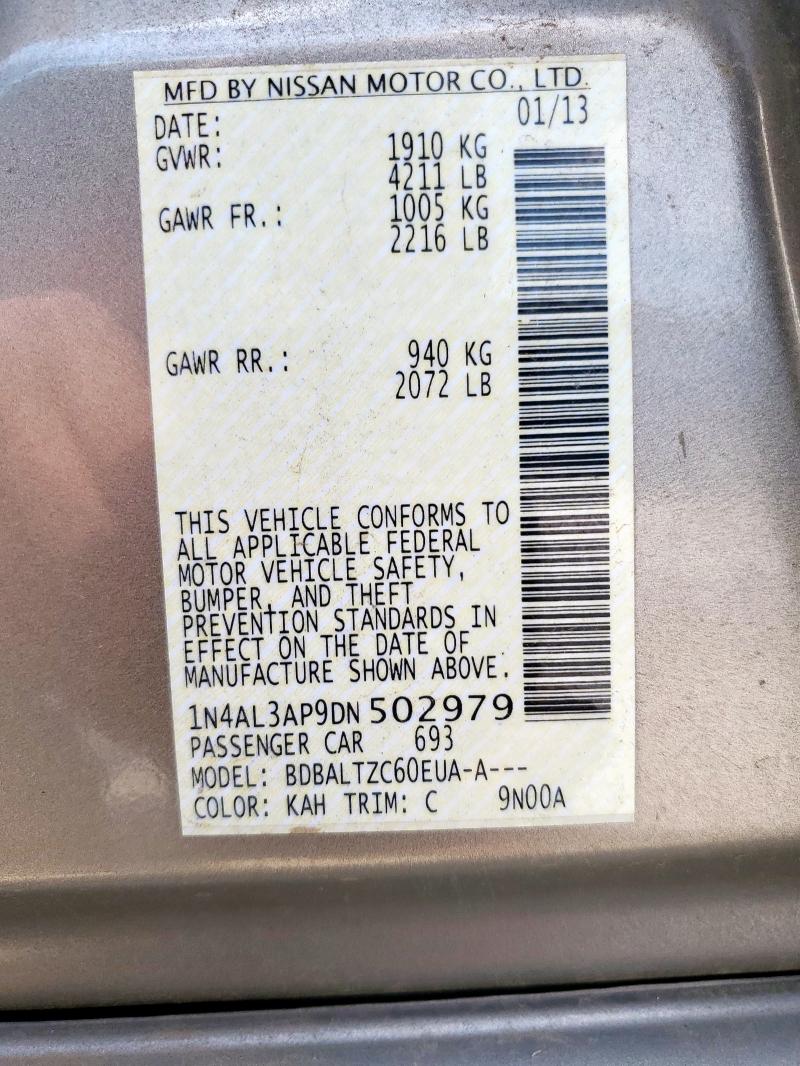 MFD BY NISSAN MOTOR CO., LTD.
DATE: 01/13
GVWR: 1910 KG
4211 LB
GAWR FR.: 1005 KG
2216 LB
GAWR RR.: 940 KG
2072 LB
THIS VEHICLE CONFORMS TO
ALL APPLICABLE FEDERAL
MOTOR VEHICLE SAFETY,
BUMPER, AND THEFT
PREVENTION STANDARDS IN
EFFECT ON THE DATE OF
MANUFACTURE SHOWN ABOVE.
1N4AL3AP9DN502979
PASSENGER CAR 693
MODEL: BDBALTZC60EUA-A---
COLOR: KAH TRIM: C 9N00A